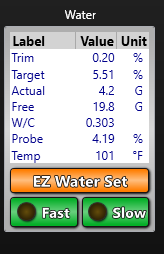 Water
Label Value Unit
Trim 0.20 %
Target 5.51 %
Actual 4.2 G
Free 19.8 G
W/C 0.303
Probe 4.19 %
Temp 101 °F
EZ Water Set
Fast Slow